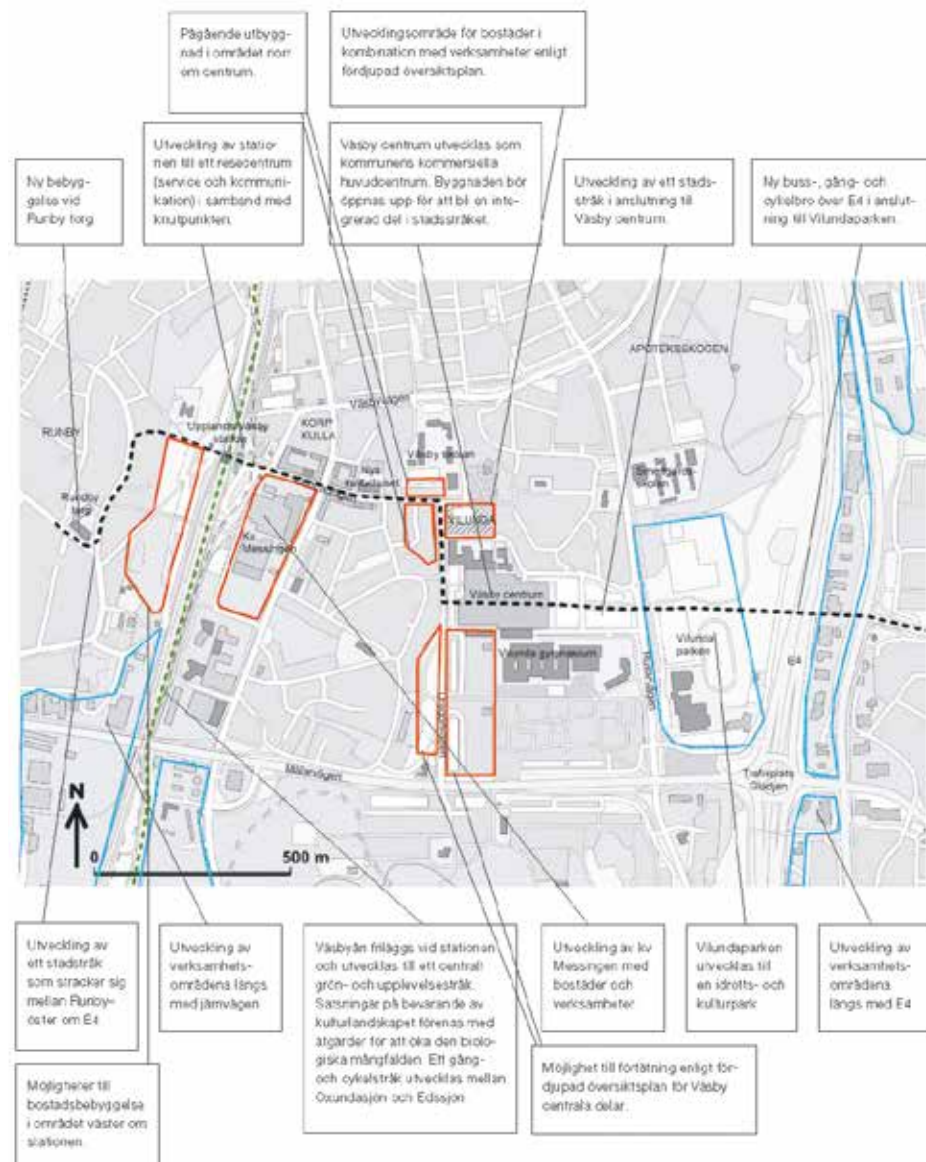 Pågående utbygg-
nad i området norr
om centrum.
Utvecklingsområde för bostäder i
kombination med verksamheter enligt
fördjupad översiktsplan.
Ny bebyg-
gelse vid
Runby torg.
Utveckling av statio-
nen till ett resecentrum
(service och kommuni-
kation) i samband med
knutpunkten.
Väsby centrum utvecklas som
kommunens kommersiella
huvudcentrum. Byggnaden bör
öppnas upp för att bli en inte-
grerad del i stadsstråket.
Utveckling av ett stads-
stråk i anslutning till
Väsby centrum.
Ny buss-, gång- och
cykelbro över E4 i anslut-
ning till Vilundaparken.
APOTEKSSKOGEN
Väsbyvägen
RUNBY
Upplands Väsby
station
KORP
KULLA
Väsby skolan
Runby
torg
Kv
Messingen
VILUNDA
Väsby centrum
Vilunda gymnasium
Vilunda
parken
E4
Mälarvägen
Trafikplats
Glädjen
N
0
500 m
Utveckling av
ett stadstråk
som sträcker sig
mellan Runby-
öster om E4
Utveckling av
verksamhets-
områdena längs
med järnvägen
Väsbyån friläggs vid stationen
och utvecklas till ett centralt
grön- och upplevelsestråk.
Satsningar på bevarande av
kulturlandskapet förenas med
åtgärder för att öka den biolo-
giska mångfalden. Ett gång-
och cykelstråk utvecklas mellan
Oxundasjön och Edssjön
Utveckling av kv
Messingen med
bostäder och
verksamheter
Vilundaparken
utvecklas till
en idrotts- och
kulturpark
Utveckling av
verksamhets-
områdena
längs med E4
Möjligheter till
bostadsbebyggelse
i området väster om
stationen.
Möjlighet till förtätning enligt för-
djupad översiktsplan för Väsby
centrala delar.